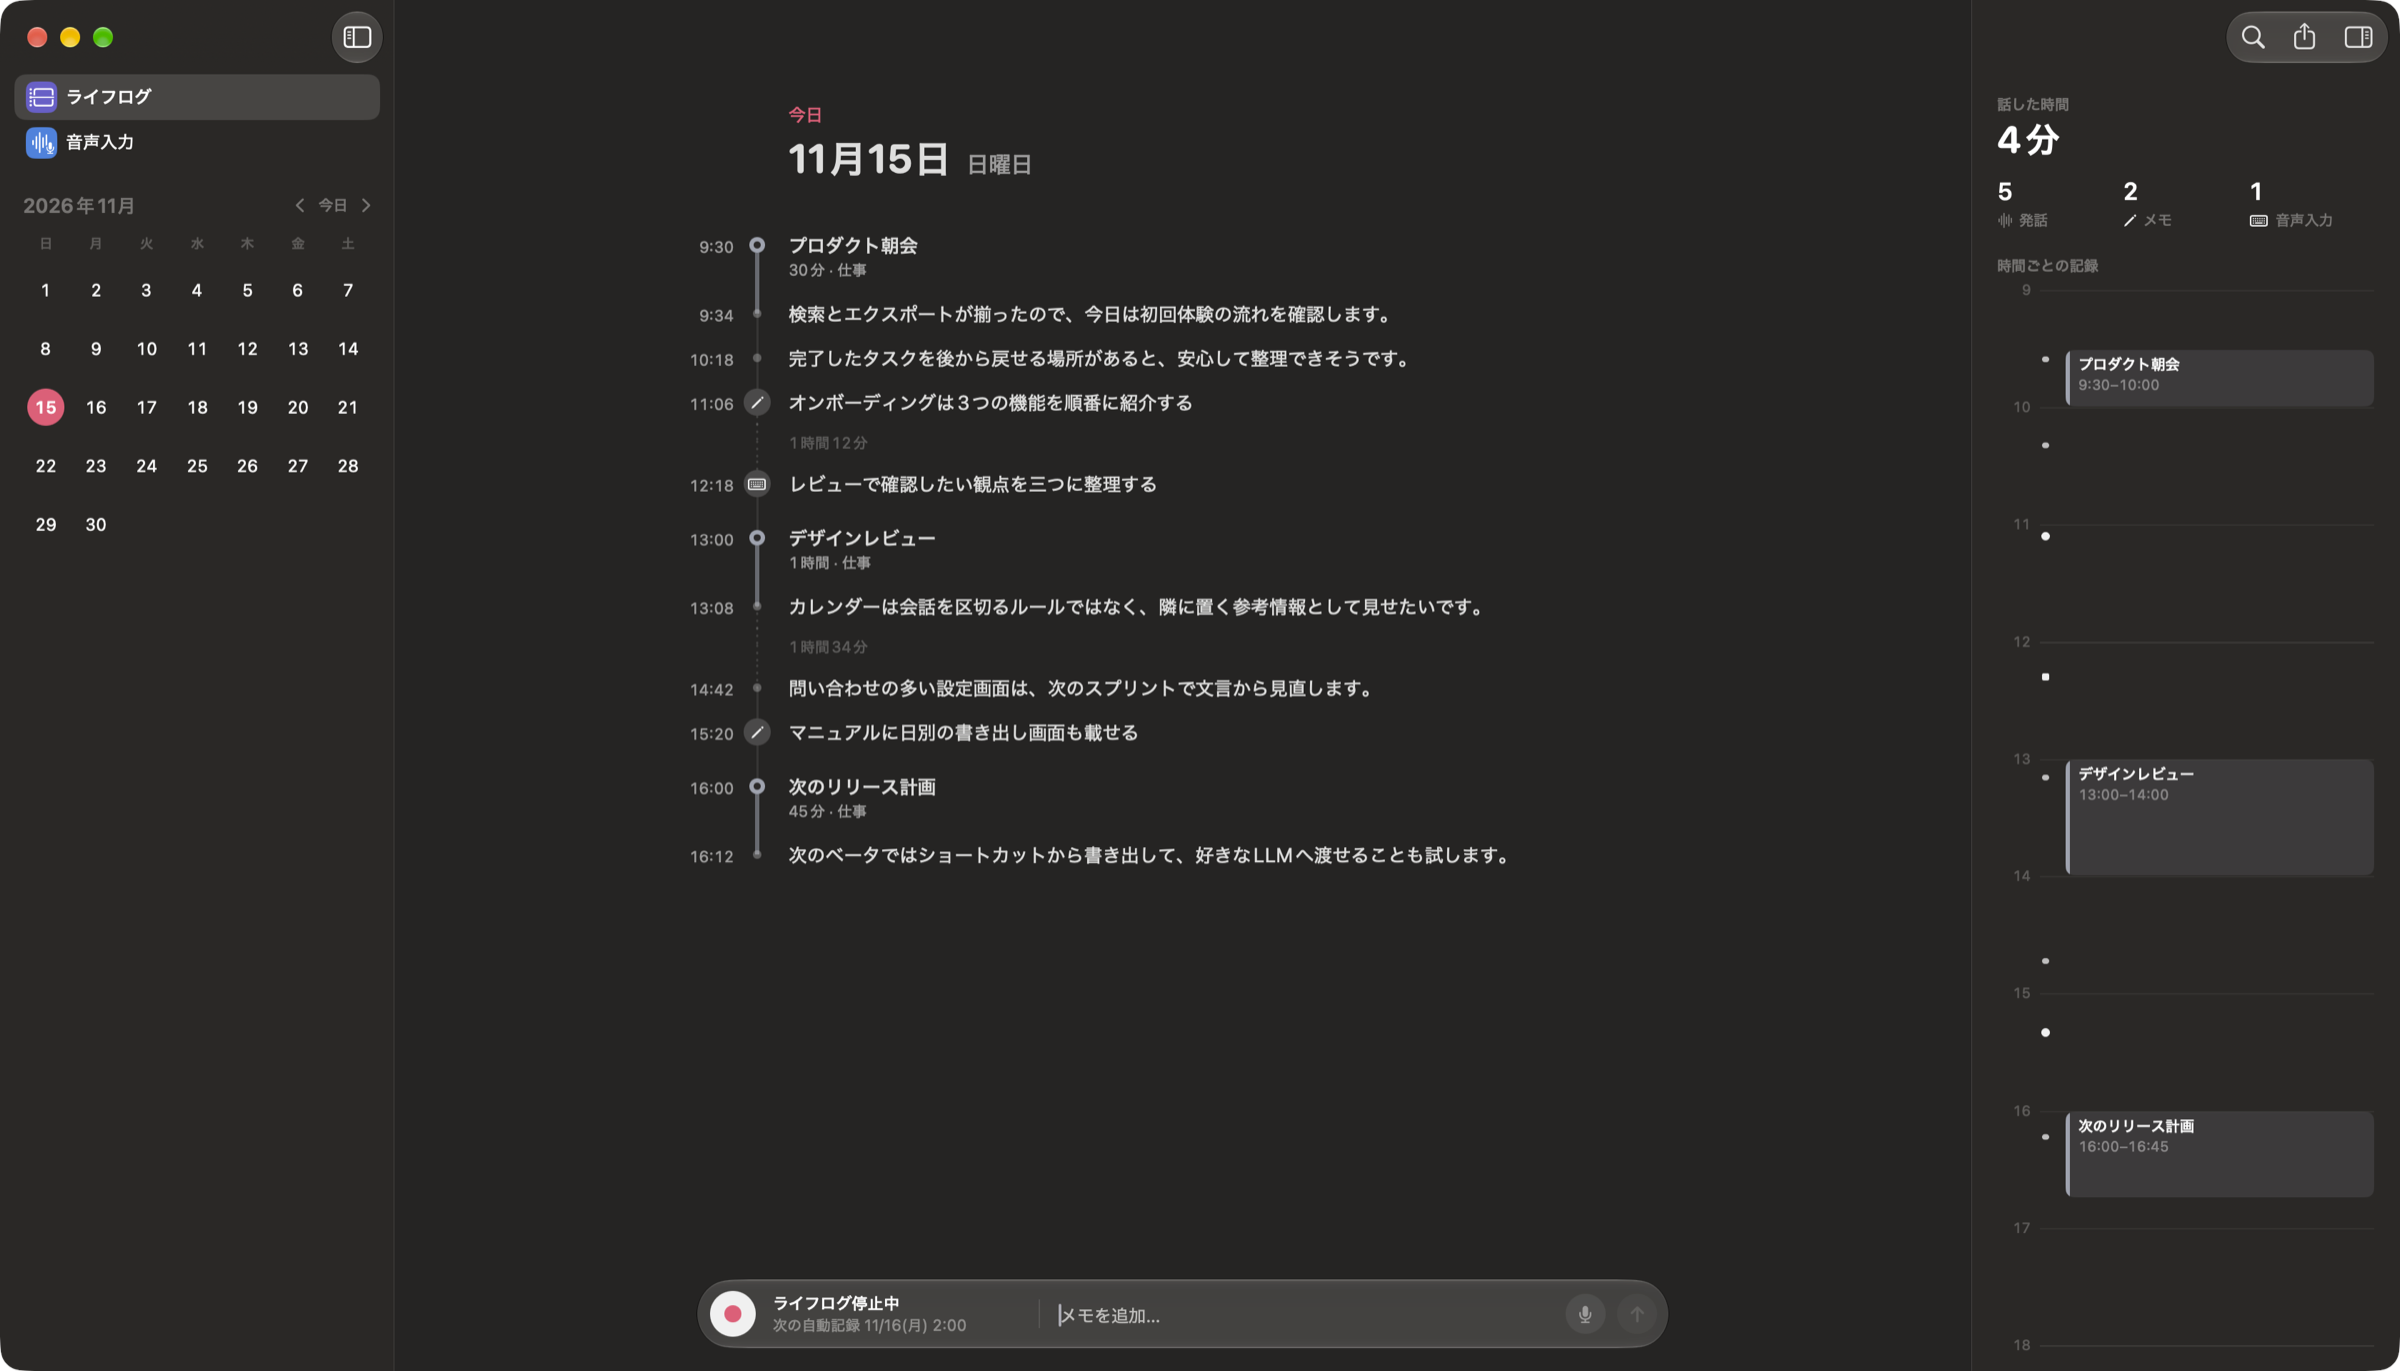 ライフログ
音声入力
2026年11月
今日
日 月 火 水 木 金 土
1 2 3 4 5 6 7
8 9 10 11 12 13 14
15 16 17 18 19 20 21
22 23 24 25 26 27 28
29 30
今日
11月15日 日曜日
9:30 プロダクト朝会
30分 · 仕事
9:34 検索とエクスポートが揃ったので、今日は初回体験の流れを確認します。
10:18 完了したタスクを後から戻せる場所があると、安心して整理できそうです。
11:06 オンボーディングは3つの機能を順番に紹介する
1時間12分
12:18 レビューで確認したい観点を三つに整理する
13:00 デザインレビュー
1時間 · 仕事
13:08 カレンダーは会話を区切るルールではなく、隣に置く参考情報として見せたいです。
1時間34分
14:42 問い合わせの多い設定画面は、次のスプリントで文言から見直します。
15:20 マニュアルに日別の書き出し画面も載せる
16:00 次のリリース計画
45分 · 仕事
16:12 次のベータではショートカットから書き出して、好きなLLMへ渡せることも試します。
ライフログ停止中
次の自動記録 11/16(月) 2:00
メモを追加...
話した時間
4分
5 2 1
発話 メモ 音声入力
時間ごとの記録
9
プロダクト朝会
9:30–10:00
10
11
12
13
デザインレビュー
13:00–14:00
14
15
16
次のリリース計画
16:00–16:45
17
18